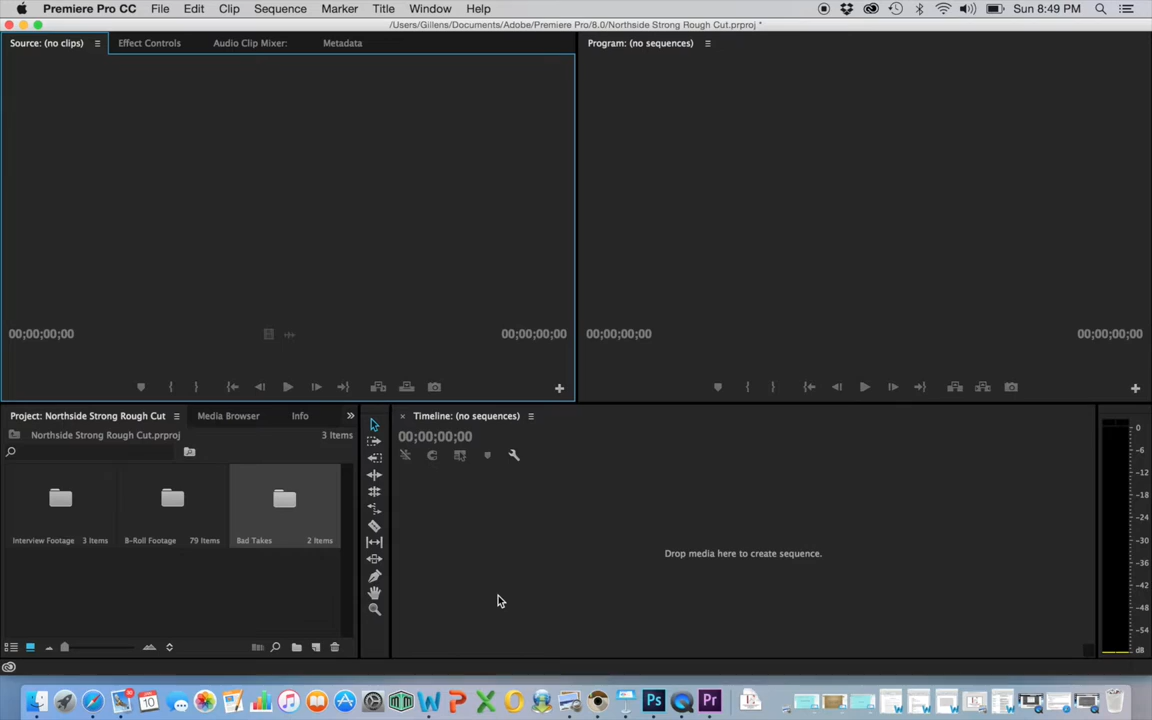 Premiere Pro CC File Edit Clip Sequence Marker Title Window Help Sun 8:49 PM
/Users/Gillens/Documents/Adobe/Premiere Pro/8.0/Northside Strong Rough Cut.prproj *
Source: (no clips) Effect Controls Audio Clip Mixer: Metadata Program: (no sequences)
00;00;00;00 00;00;00;00 00;00;00;00 00;00;00;00
Project: Northside Strong Rough Cut Media Browser Info Timeline: (no sequences)
Northside Strong Rough Cut.prproj 3 Items 00;00;00;00
Interview Footage 3 Items B-Roll Footage 79 Items Bad Takes 2 Items
Drop media here to create sequence.
0
-6
-12
-18
-24
-30
-36
-42
-48
-54
dB
10 W P X O Ps Pr